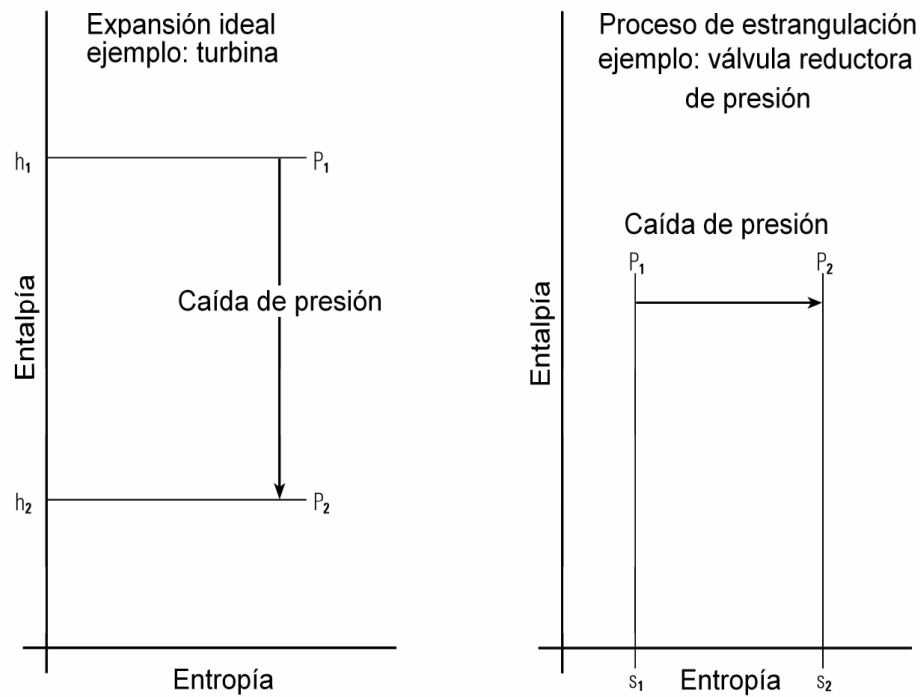 Expansión ideal
ejemplo: turbina
h1
P1
Caída de presión
Entalpía
h2
P2
Entropía
Proceso de estrangulación
ejemplo: válvula reductora
de presión
Caída de presión
P1
P2
Entalpía
s1
Entropía
s2